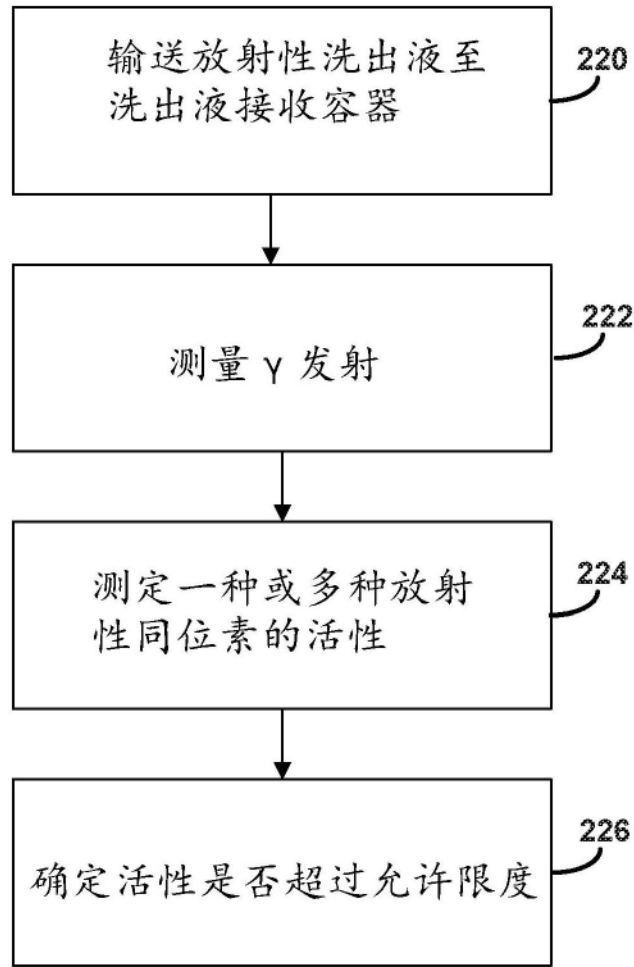 输送放射性洗出液至
洗出液接收容器
220
测量 γ 发射
222
测定一种或多种放射
性同位素的活性
224
确定活性是否超过允许限度
226